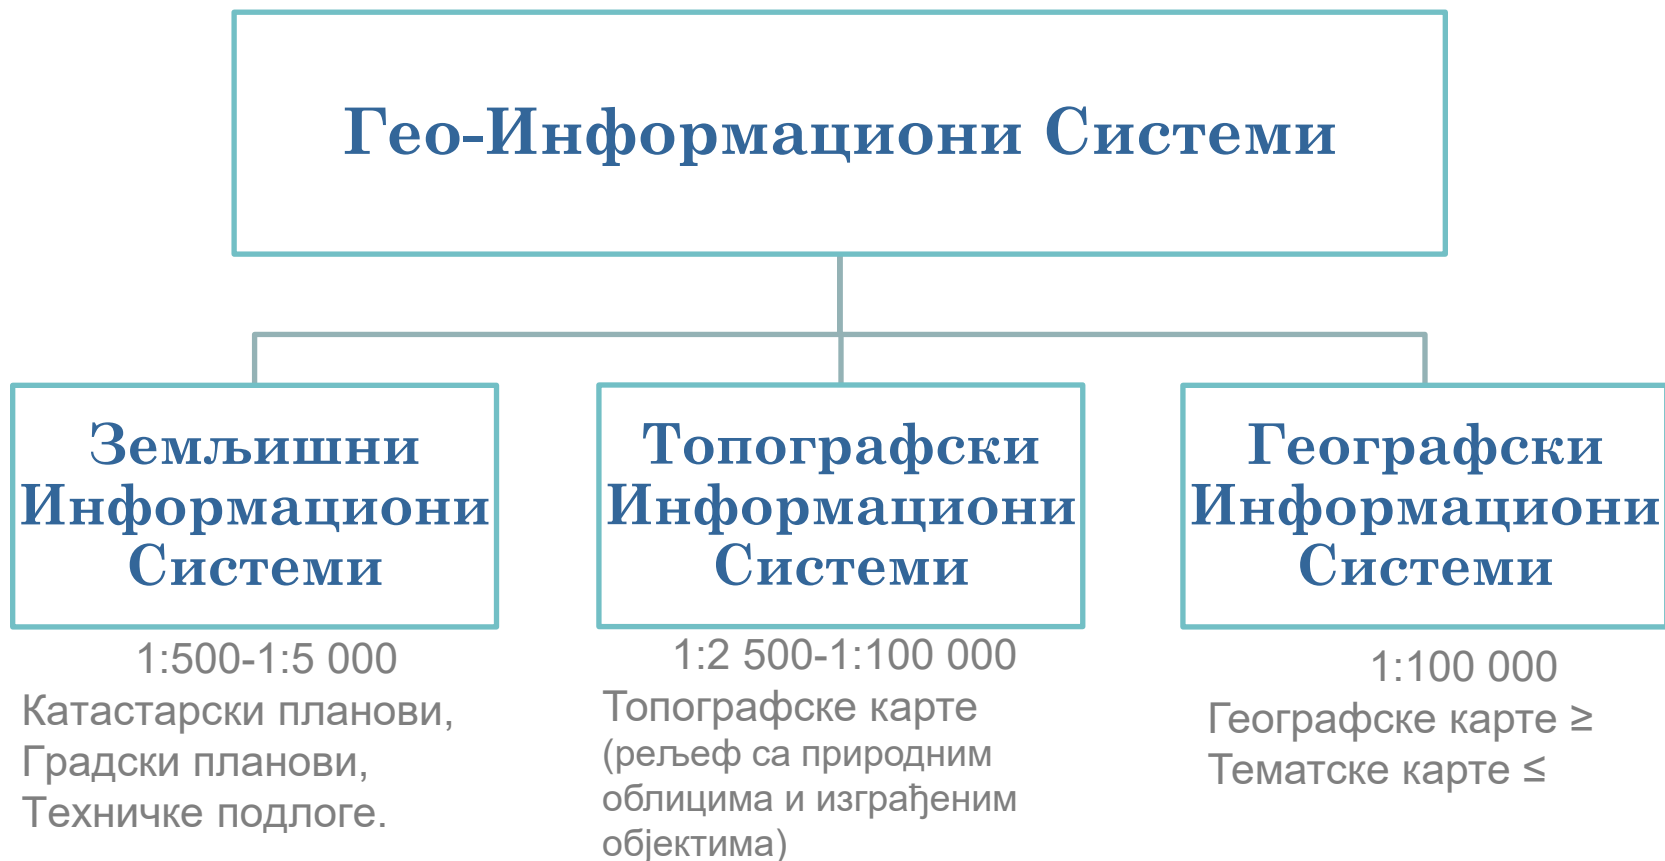 Гео-Информациони Системи
Земљишни
Информациони
Системи
1:500-1:5 000
Катастарски планови,
Градски планови,
Техничке подлоге.
Топографски
Информациони
Системи
1:2 500-1:100 000
Топографске карте
(рељеф са природним
облицима и изграђеним
објектима)
Географски
Информациони
Системи
1:100 000
Географске карте ≥
Тематске карте ≤